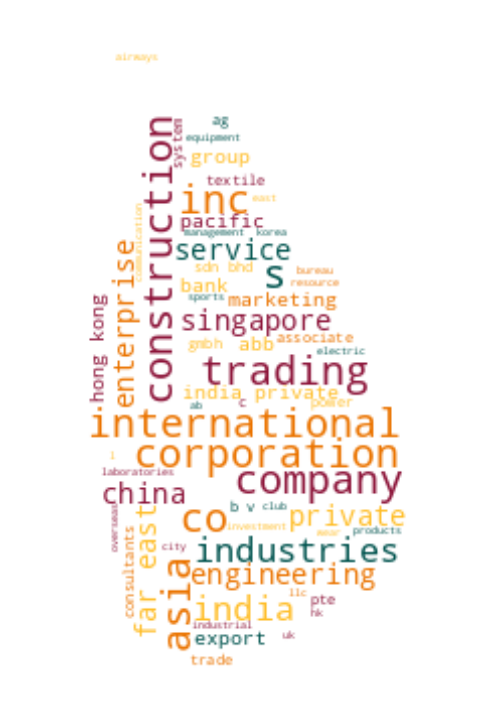 airways
ag
equipment
system
group
textile
inc
east
pacific
construction
communication
management
korea
service
sdn bhd
s
bureau
resource
bank
sports
marketing
enterprise
hong kong
singapore
associate
gmbh
abb
electric
trading
india private
power
ab
c
international
corporation
i
laboratories
company
china
b v
club
co
private
overseas
investment
near
products
far east
consultants
city
industries
asia
engineering
llc
india
pte
hk
industrial
export
uk
trade